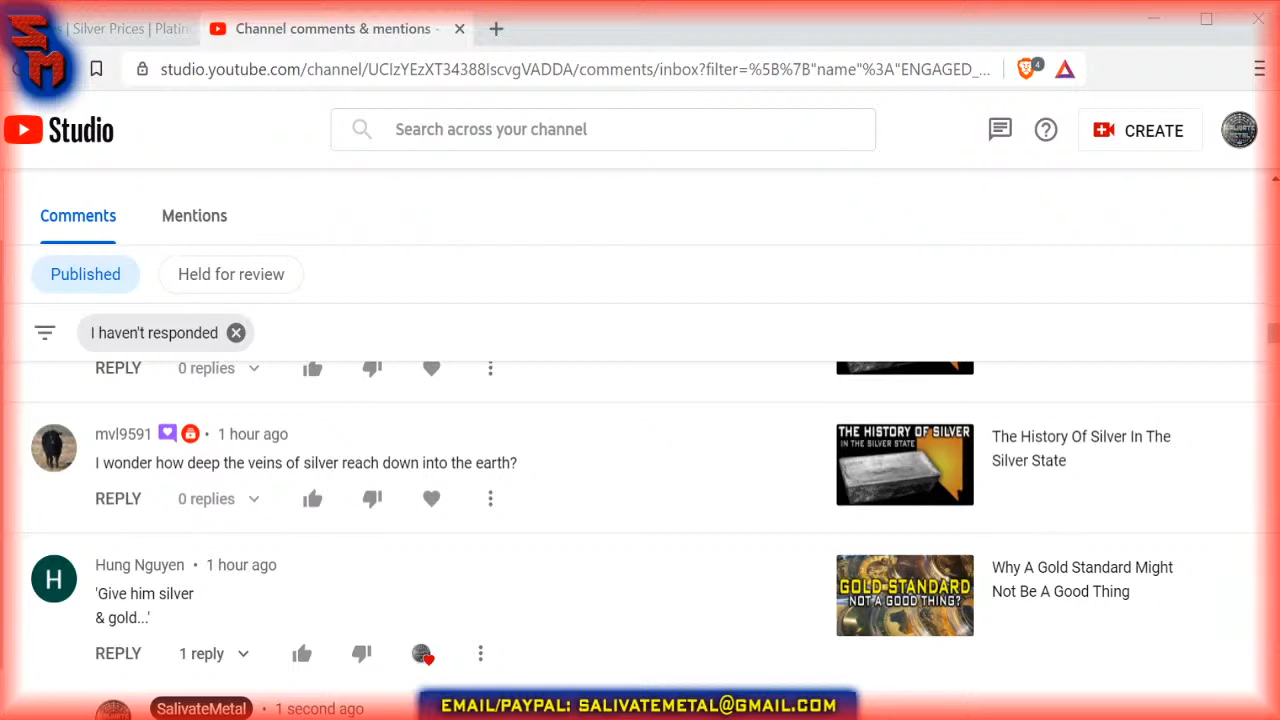 SM
s | Silver Prices | Platin
Channel comments & mentions -
studio.youtube.com/channel/UCIzYEzXT34388IscvgVADDA/comments/inbox?filter=%5B%7B"name"%3A"ENGAGED_...
4
Studio
Search across your channel
CREATE
Comments
Mentions
Published
Held for review
I haven't responded
REPLY
0 replies
mvl9591 • 1 hour ago
I wonder how deep the veins of silver reach down into the earth?
REPLY
0 replies
THE HISTORY OF SILVER
IN THE SILVER STATE
The History Of Silver In The
Silver State
H
Hung Nguyen • 1 hour ago
'Give him silver
& gold...'
REPLY
1 reply
GOLD STANDARD
NOT A GOOD THING?
Why A Gold Standard Might
Not Be A Good Thing
SalivateMetal • 1 second ago
EMAIL/PAYPAL: SALIVATEMETAL@GMAIL.COM